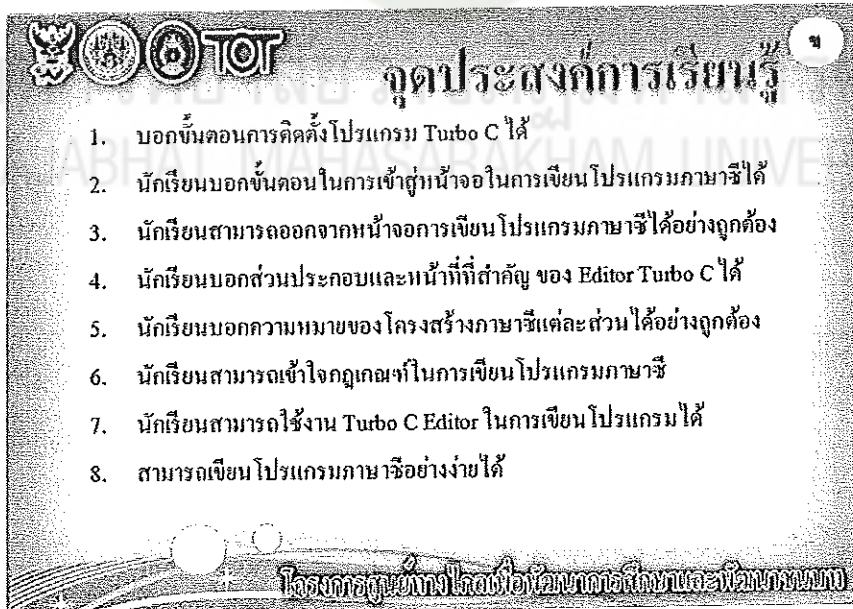 TOT
ข
จุดประสงค์การเรียนรู้
1. บอกขั้นตอนการติดตั้งโปรแกรม Turbo C ได้
2. นักเรียนบอกขั้นตอนในการเข้าสู่หน้าจอในการเขียนโปรแกรมภาษาซีได้
3. นักเรียนสามารถออกจากหน้าจอการเขียนโปรแกรมภาษาซีได้อย่างถูกต้อง
4. นักเรียนบอกส่วนประกอบและหน้าที่ที่สำคัญ ของ Editor Turbo C ได้
5. นักเรียนบอกความหมายของโครงสร้างภาษาซีแต่ละส่วนได้อย่างถูกต้อง
6. นักเรียนสามารถเข้าใจกฎเกณฑ์ในการเขียนโปรแกรมภาษาซี
7. นักเรียนสามารถใช้งาน Turbo C Editor ในการเขียนโปรแกรมได้
8. สามารถเขียนโปรแกรมภาษาซีอย่างง่ายได้
MAHASARAKHAM
โครงการศูนย์ทางไกลเพื่อพัฒนาการศึกษาและพัฒนาชนบท